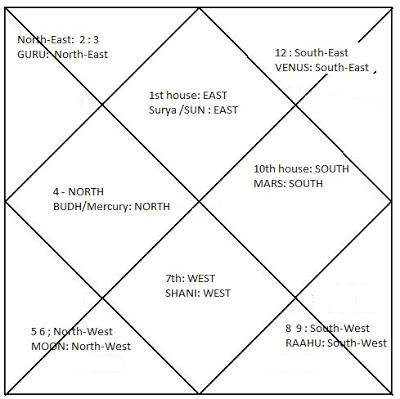 North-East: 2 : 3
GURU: North-East
12 : South-East
VENUS: South-East
1st house: EAST
Surya /SUN : EAST
10th house: SOUTH
MARS: SOUTH
4 - NORTH
BUDH/Mercury: NORTH
7th: WEST
SHANI: WEST
5 6 ; North-West
MOON: North-West
8 9 : South-West
RAAHU: South-West